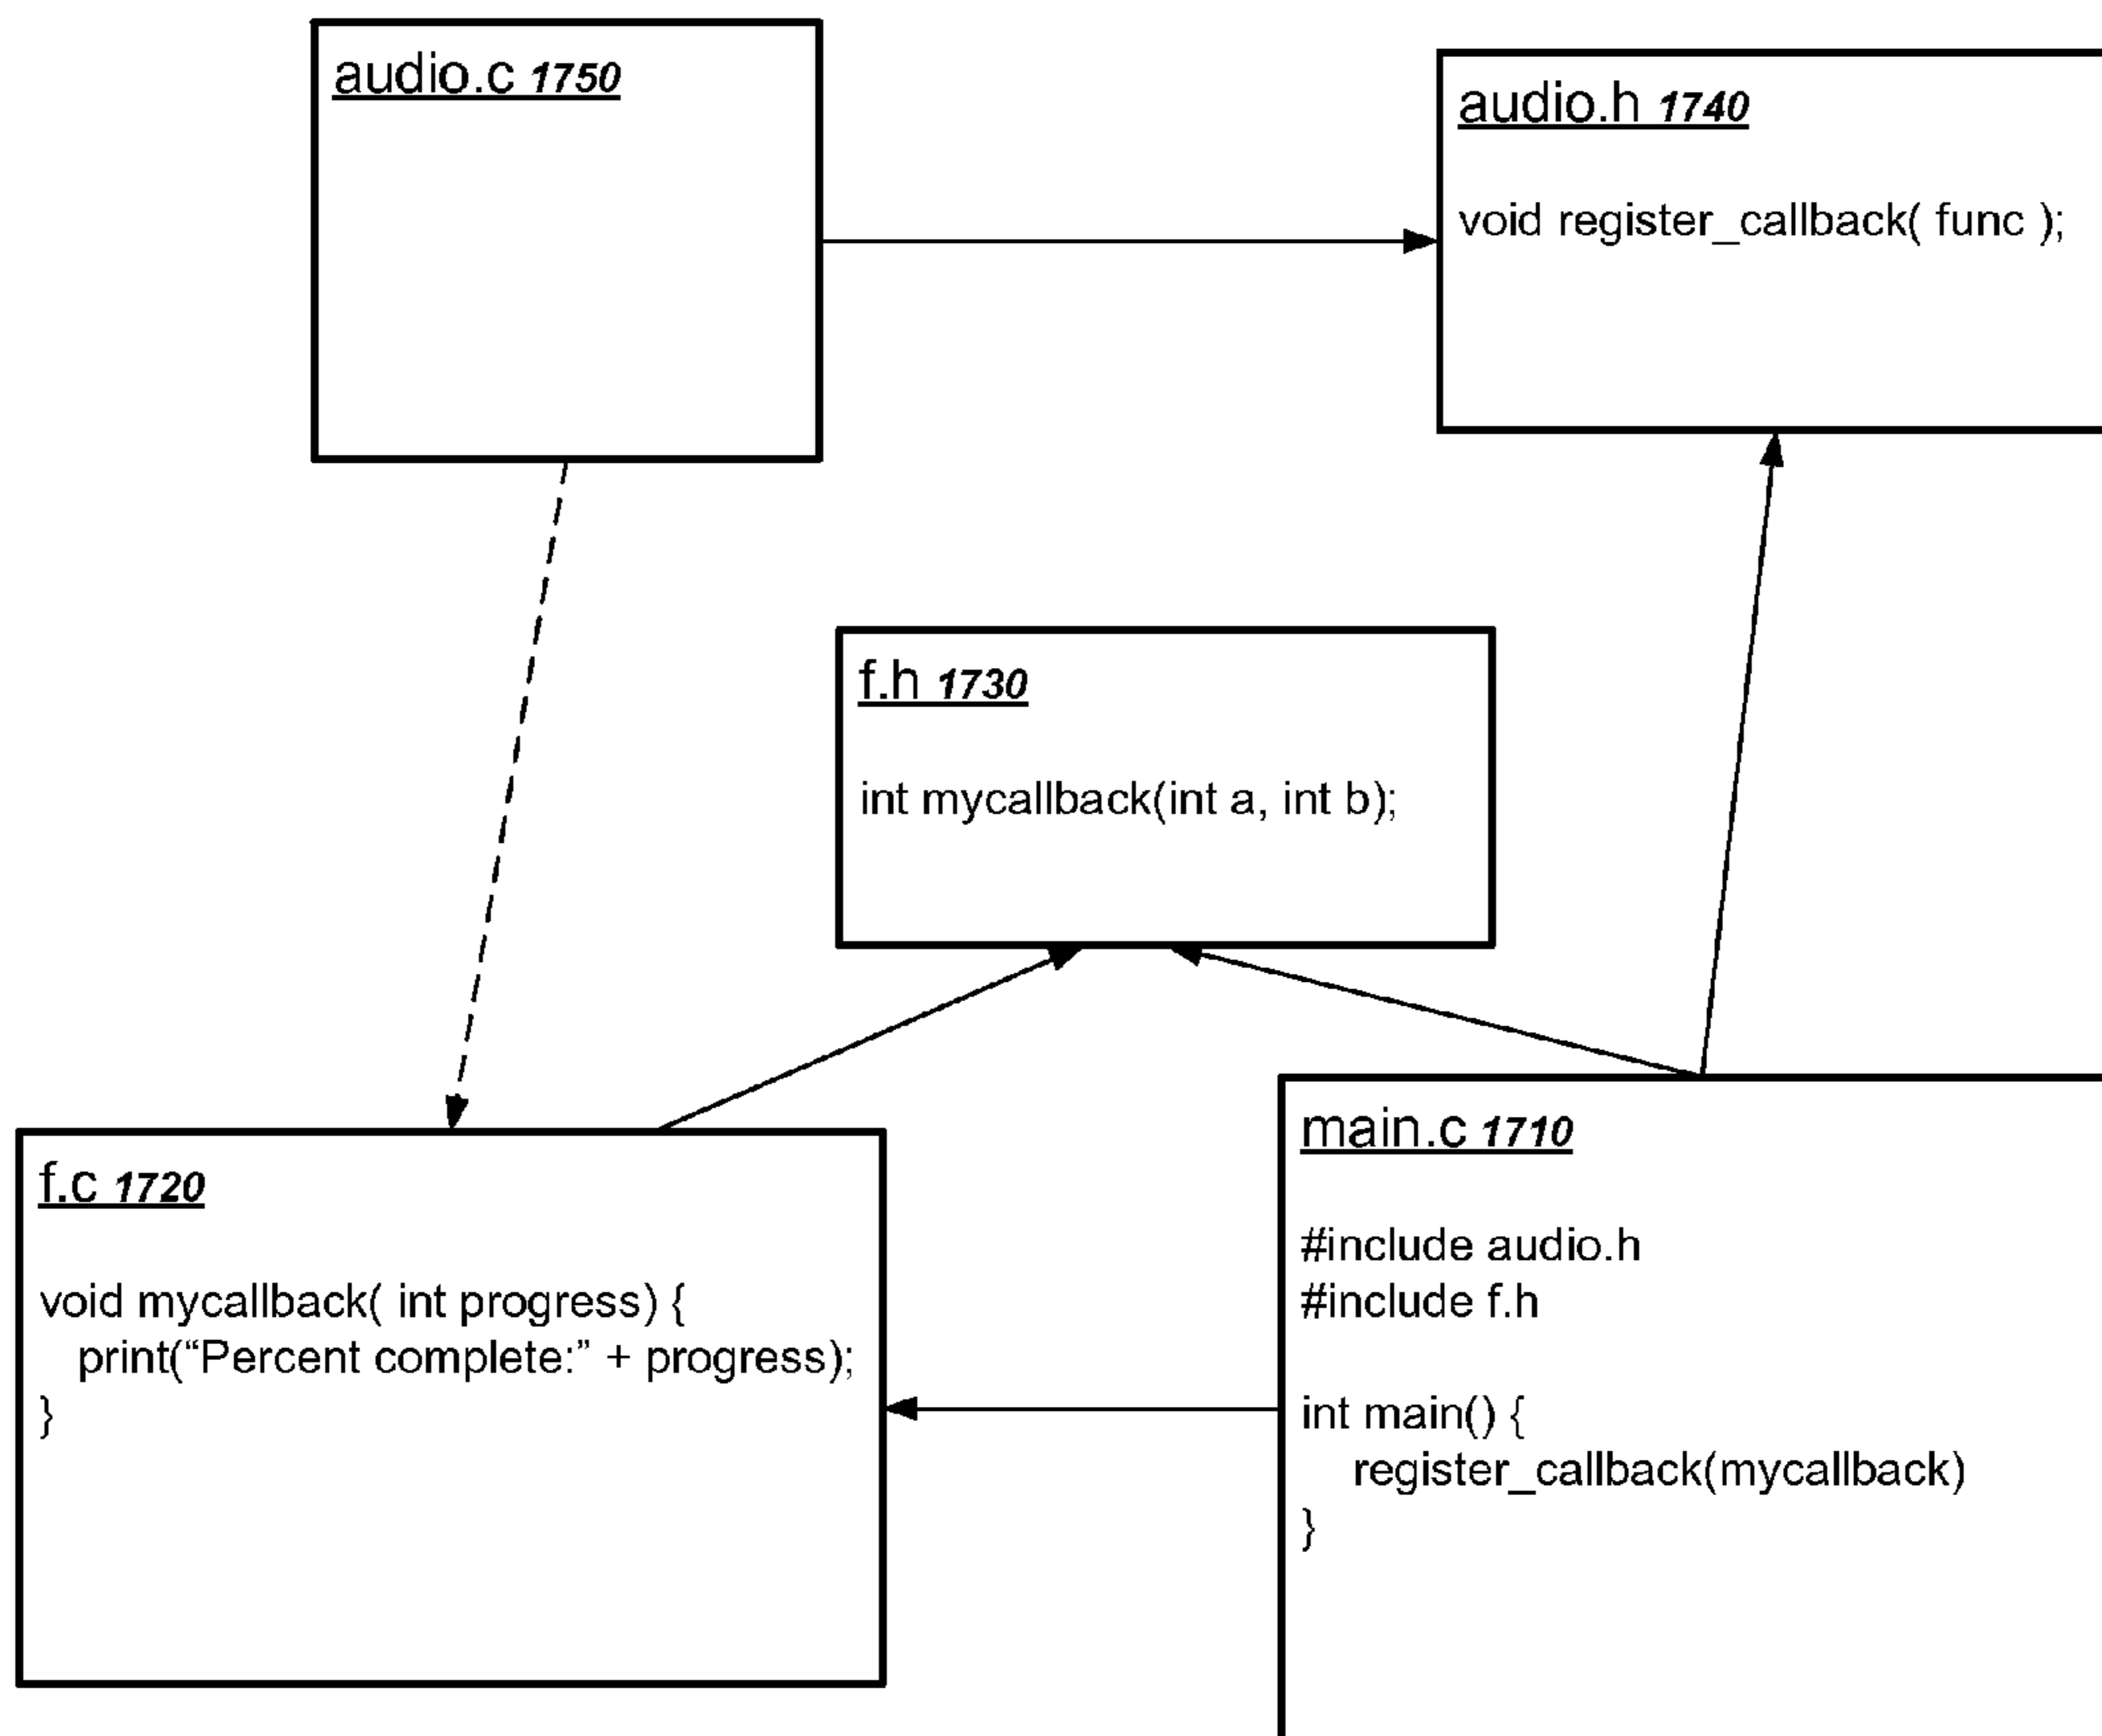 audio.c 1750
audio.h 1740
void register_callback( func );
f.h 1730
int mycallback(int a, int b);
f.c 1720
void mycallback( int progress) {
print(“Percent complete:” + progress);
}
main.c 1710
#include audio.h
#include f.h
int main() {
register_callback(mycallback)
}